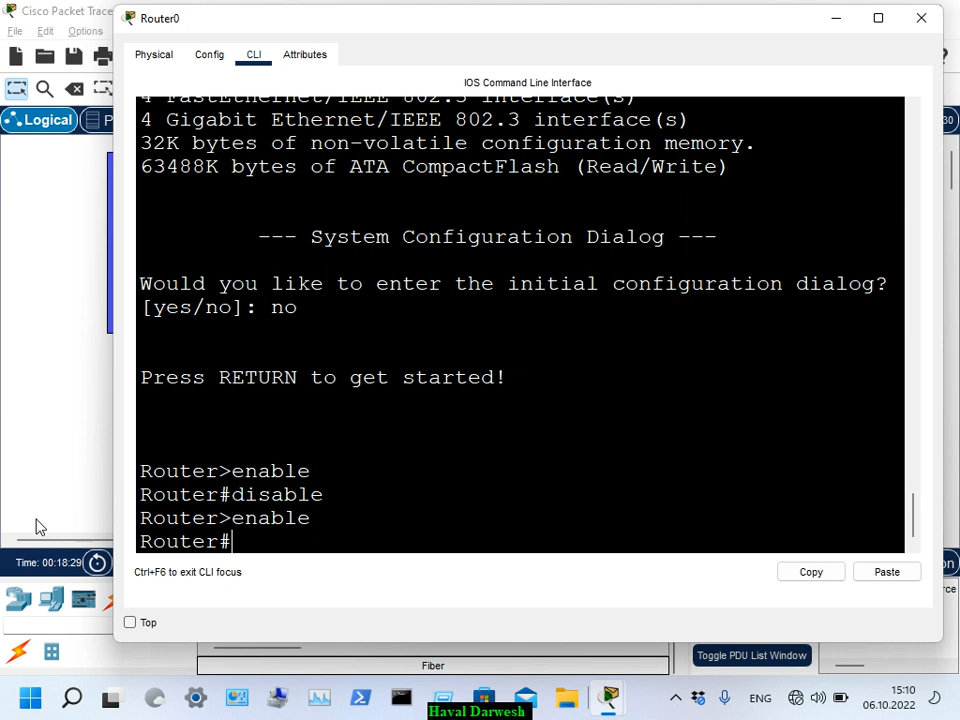 Cisco Packet Trace
Router0
File Edit Options
Physical Config CLI Attributes
IOS Command Line Interface
Logical
P
30
4 FastEthernet/IEEE 802.3 interface(s)
4 Gigabit Ethernet/IEEE 802.3 interface(s)
32K bytes of non-volatile configuration memory.
63488K bytes of ATA CompactFlash (Read/Write)
--- System Configuration Dialog ---
Would you like to enter the initial configuration dialog?
[yes/no]: no
Press RETURN to get started!
Router>enable
Router#disable
Router>enable
Router#
Time: 00:18:29
on
Ctrl+F6 to exit CLI focus
Copy Paste
rce
Top
Toggle PDU List Window
Fiber
ENG
15:10
06.10.2022
Haval Darwesh